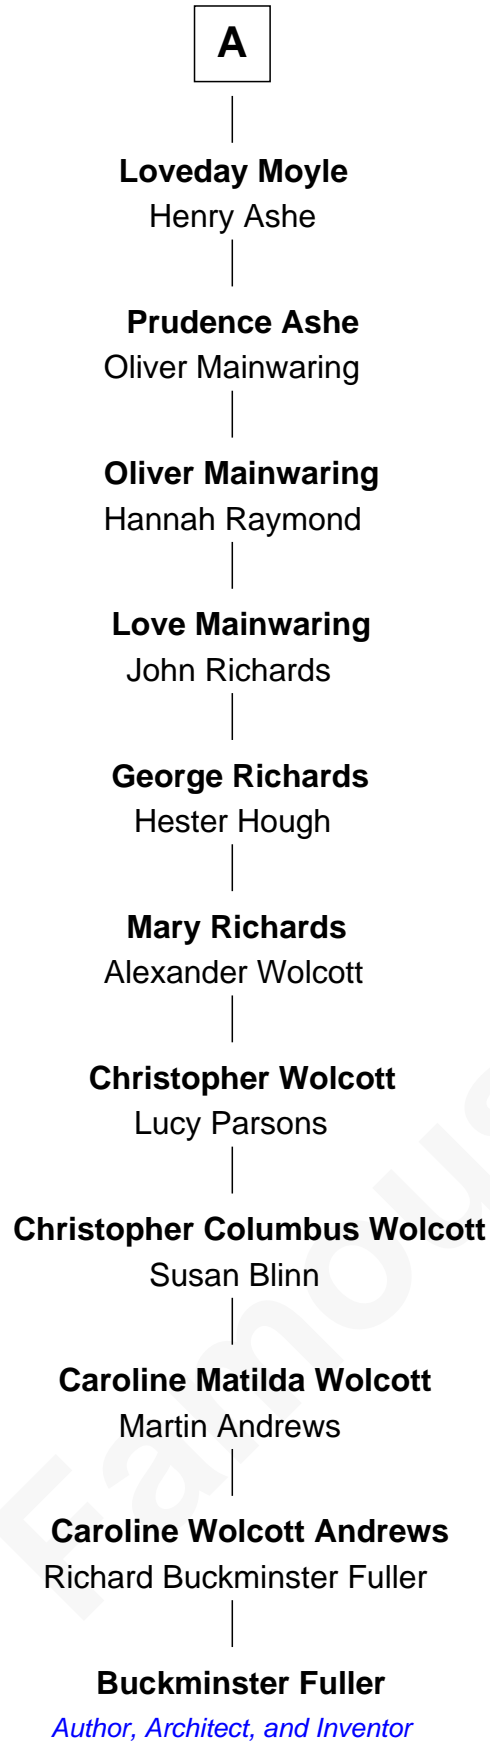 A
Loveday Moyle
Henry Ashe
Prudence Ashe
Oliver Mainwaring
Oliver Mainwaring
Hannah Raymond
Love Mainwaring
John Richards
George Richards
Hester Hough
Mary Richards
Alexander Wolcott
Christopher Wolcott
Lucy Parsons
Christopher Columbus Wolcott
Susan Blinn
Caroline Matilda Wolcott
Martin Andrews
Caroline Wolcott Andrews
Richard Buckminster Fuller
Buckminster Fuller
Author, Architect, and Inventor
Famous